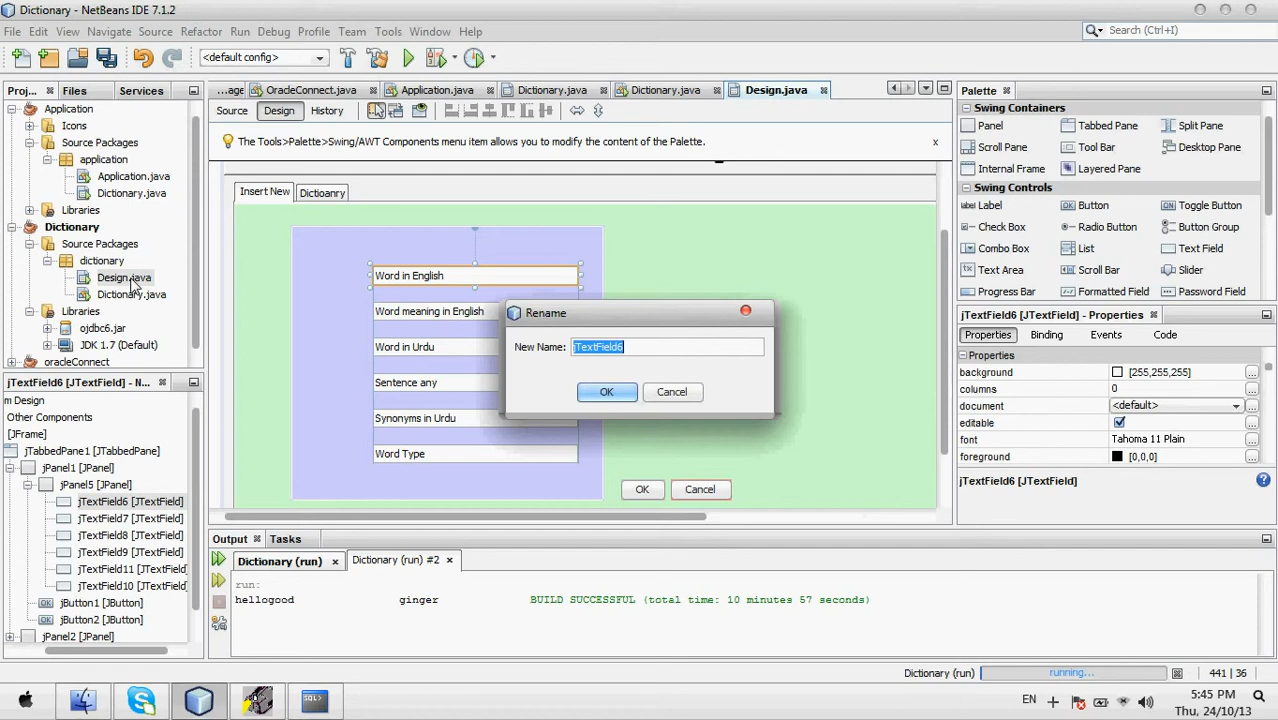 Dictionary - NetBeans IDE 7.1.2
File Edit View Navigate Source Refactor Run Debug Profile Team Tools Window Help
Search (Ctrl+I)
<default config>
Proj... Files Services
...age OracleConnect.java Application.java Dictionary.java Dictionary.java Design.java
Palette
Source Design History
The Tools>Palette>Swing/AWT Components menu item allows you to modify the content of the Palette.
Application
Icons
Source Packages
application
Application.java
Dictionary.java
Libraries
Dictionary
Source Packages
dictionary
Design.java
Dictionary.java
Libraries
ojdbc6.jar
JDK 1.7 (Default)
oradeConnect
Insert New Dictioanry
Word in English
Word meaning in English
Word in Urdu
Sentence any
Synonyms in Urdu
Word Type
OK Cancel
Rename
New Name: jTextField6
OK Cancel
Swing Containers
Panel Tabbed Pane Split Pane
Scroll Pane Tool Bar Desktop Pane
Internal Frame Layered Pane
Swing Controls
Label Button Toggle Button
Check Box Radio Button Button Group
Combo Box List Text Field
Text Area Scroll Bar Slider
Progress Bar Formatted Field Password Field
jTextField6 [JTextField] - Properties
Properties Binding Events Code
Properties
background [255,255,255]
columns 0
document <default>
editable
font Tahoma 11 Plain
foreground [0,0,0]
jTextField6 [JTextField]
jTextField6 [JTextField] - N...
m Design
Other Components
[JFrame]
jTabbedPane1 [JTabbedPane]
jPanel1 [JPanel]
jPanel5 [JPanel]
jTextField6 [JTextField]
jTextField7 [JTextField]
jTextField8 [JTextField]
jTextField9 [JTextField]
jTextField11 [JTextField]
jTextField10 [JTextField]
jButton1 [JButton]
jButton2 [JButton]
jPanel2 [JPanel]
Output Tasks
Dictionary (run) Dictionary (run) #2
run:
hellogood ginger BUILD SUCCESSFUL (total time: 10 minutes 57 seconds)
Dictionary (run) running... 441 | 36
SQL>
EN
5:45 PM
Thu, 24/10/13